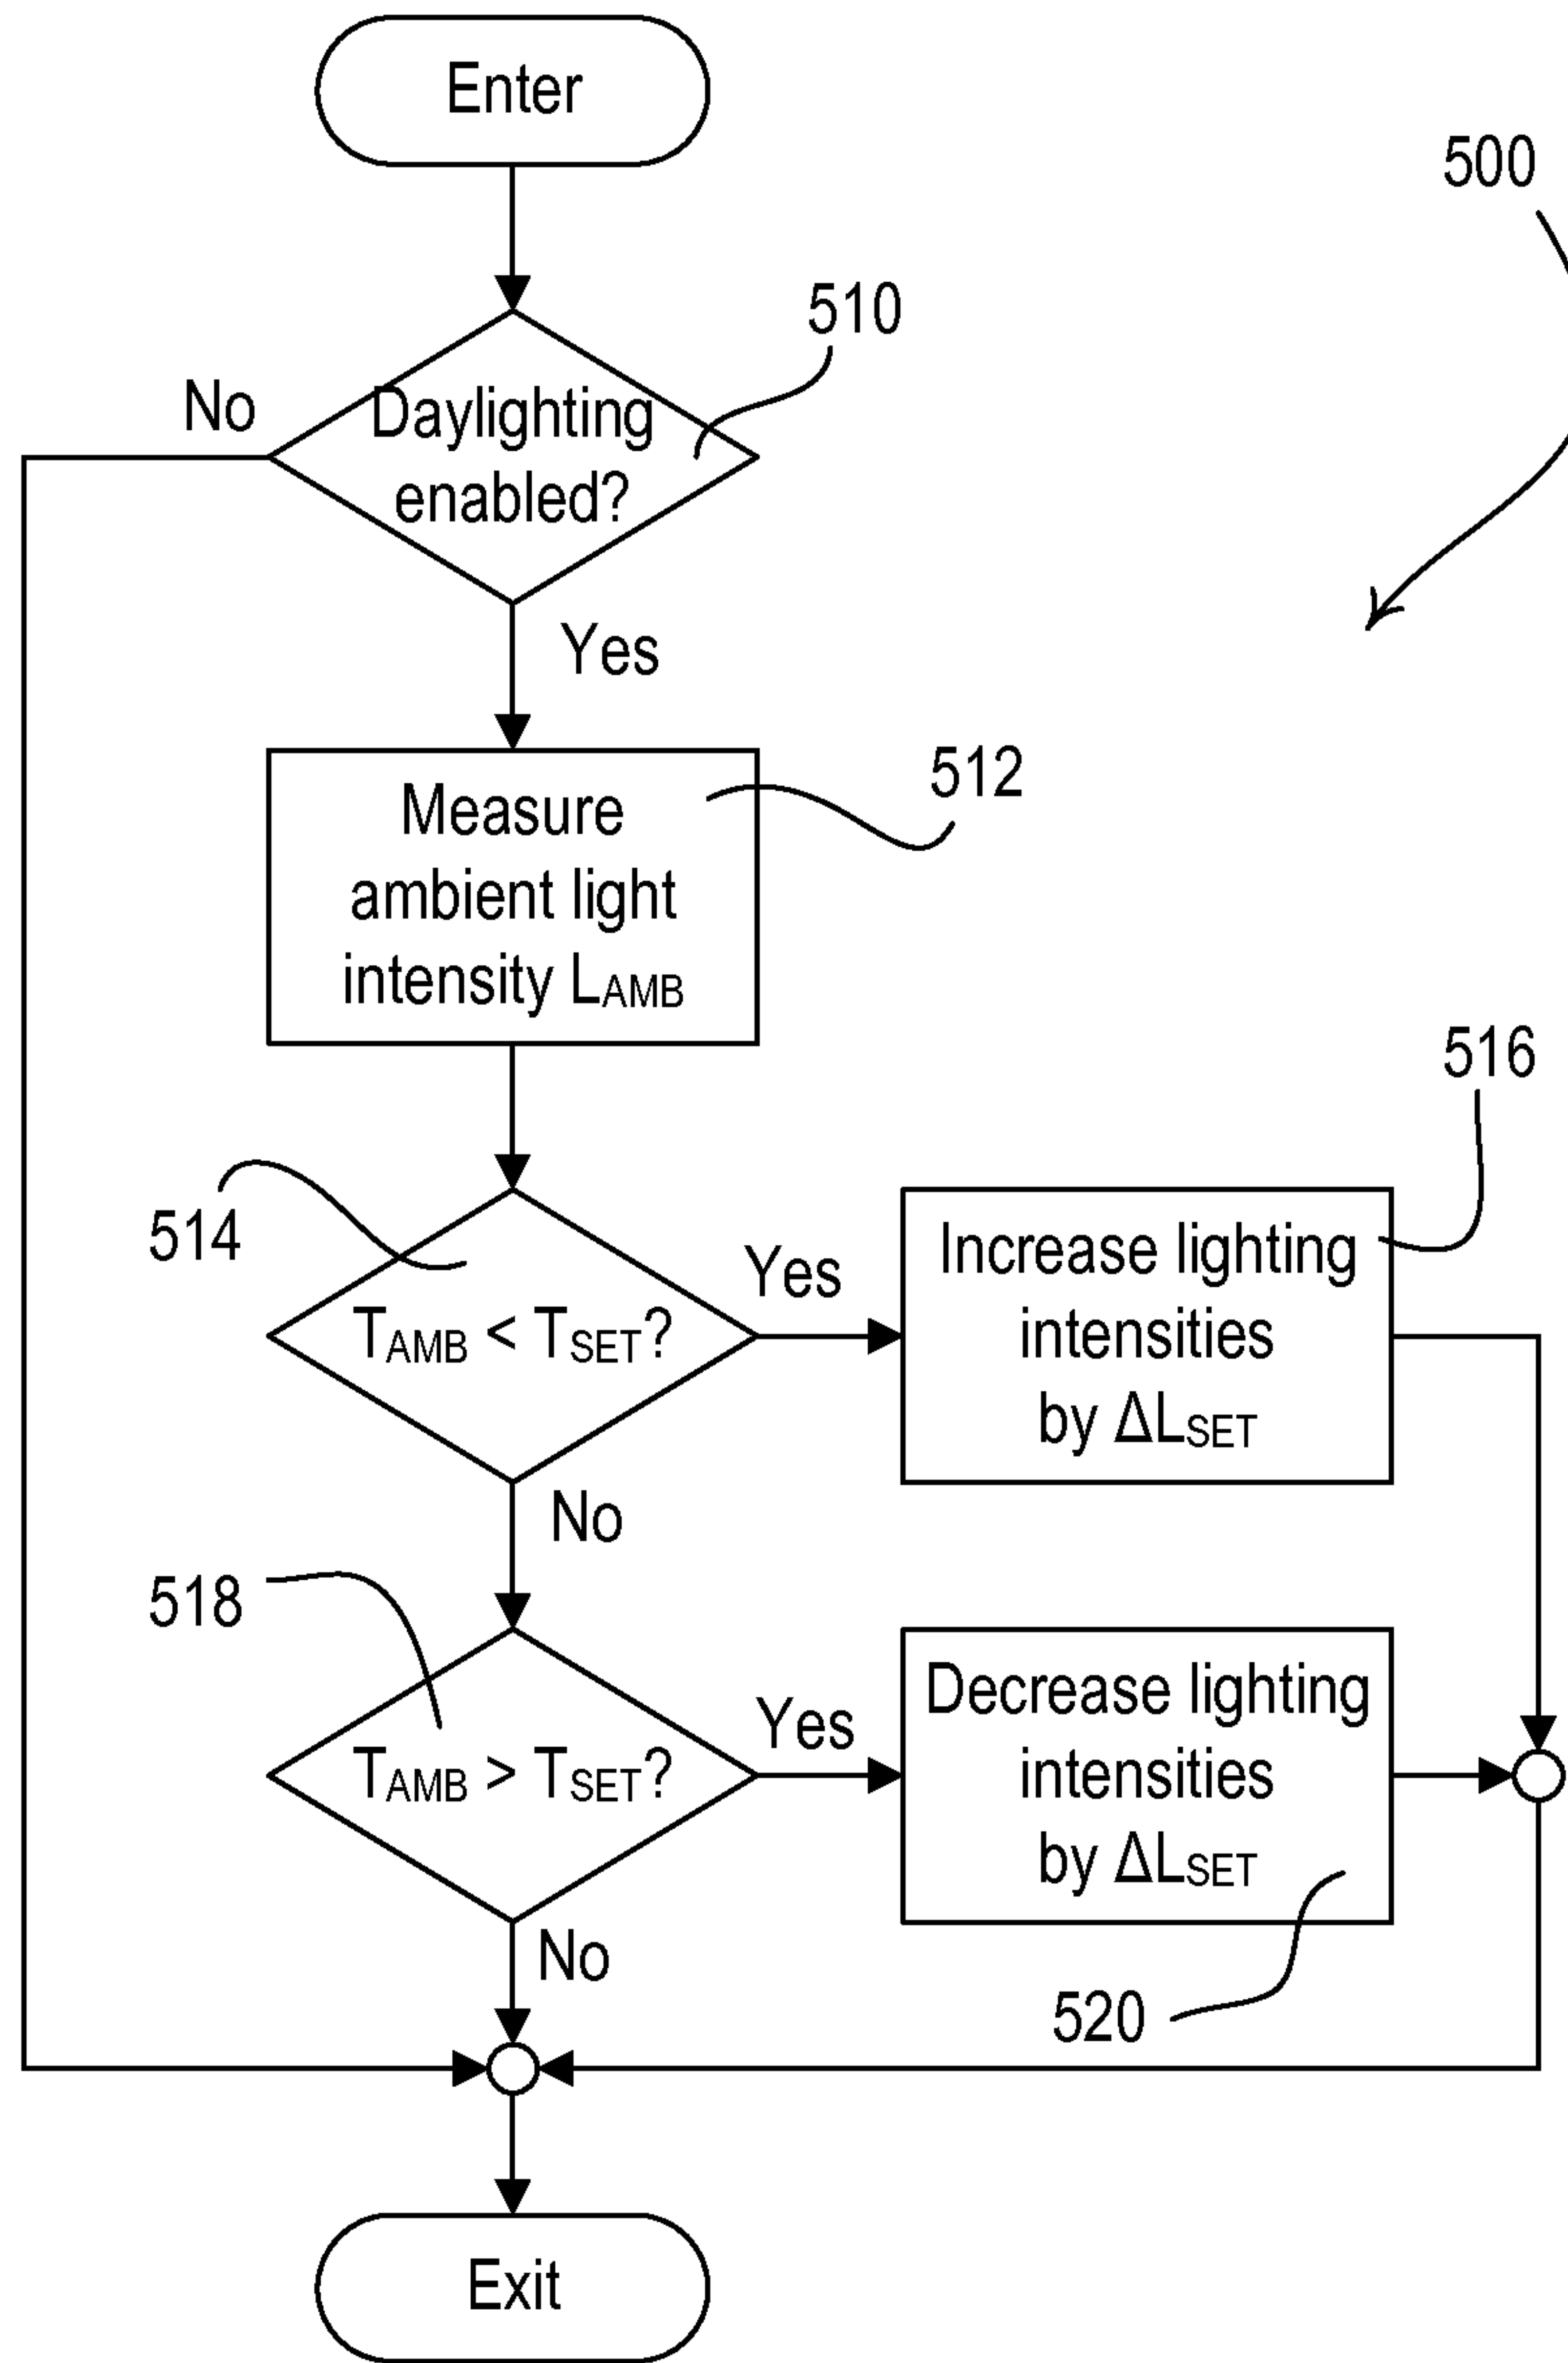 Enter
500
510
No
Daylighting
enabled?
Yes
512
Measure
ambient light
intensity LAMB
516
514
Yes
Increase lighting
intensities
by ΔLSET
TAMB < TSET?
No
518
Yes
Decrease lighting
intensities
by ΔLSET
TAMB > TSET?
No
520
Exit